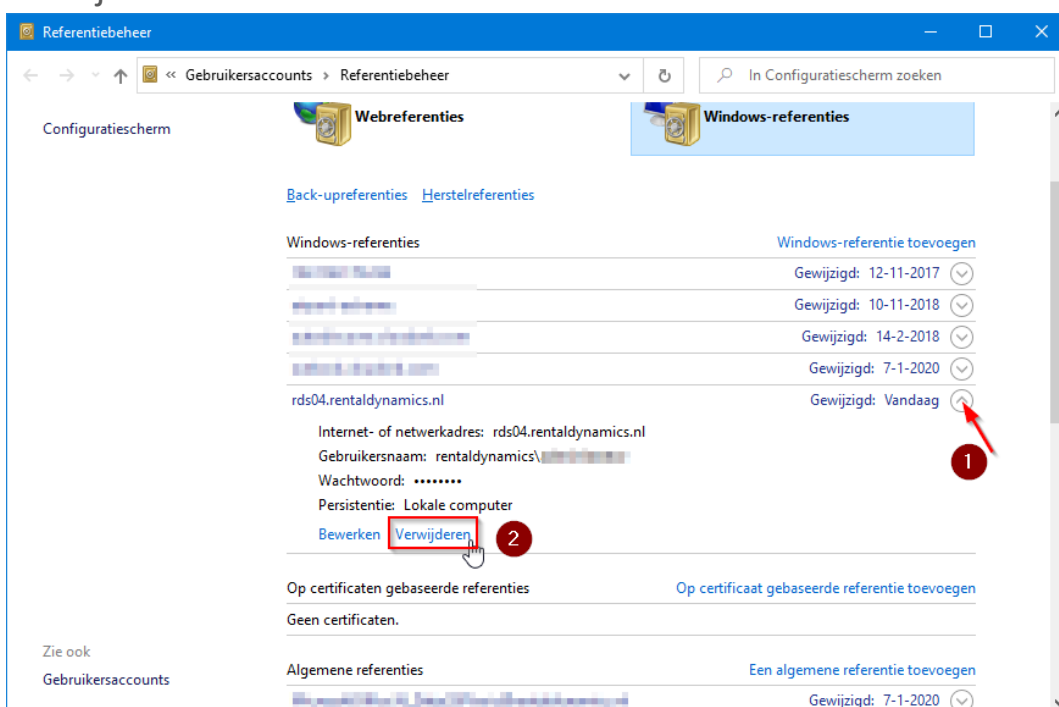 Referentiebeheer
« Gebruikersaccounts › Referentiebeheer
In Configuratiescherm zoeken
Configuratiescherm
Webreferenties
Windows-referenties
Back-upreferenties Herstelreferenties
Windows-referenties Windows-referentie toevoegen
Gewijzigd: 12-11-2017
Gewijzigd: 10-11-2018
Gewijzigd: 14-2-2018
Gewijzigd: 7-1-2020
rds04.rentaldynamics.nl Gewijzigd: Vandaag
Internet- of netwerkadres: rds04.rentaldynamics.nl
Gebruikersnaam: rentaldynamics\
1
Wachtwoord: ••••••••
Persistentie: Lokale computer
Bewerken Verwijderen
2
Op certificaten gebaseerde referenties Op certificaat gebaseerde referentie toevoegen
Geen certificaten.
Zie ook
Gebruikersaccounts
Algemene referenties Een algemene referentie toevoegen
Gewijzigd: 7-1-2020